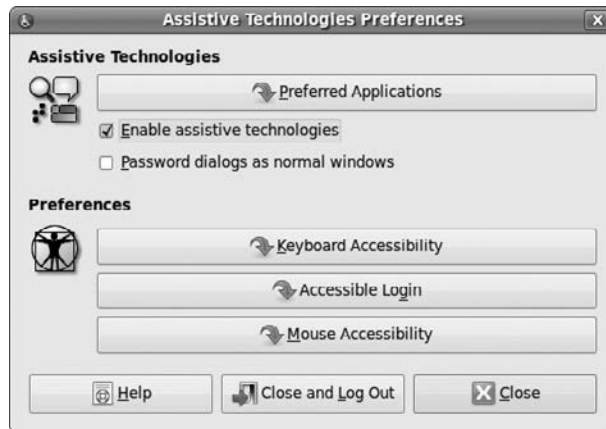 Assistive Technologies Preferences
Assistive Technologies
Preferred Applications
Enable assistive technologies
Password dialogs as normal windows
Preferences
Keyboard Accessibility
Accessible Login
Mouse Accessibility
Help Close and Log Out Close